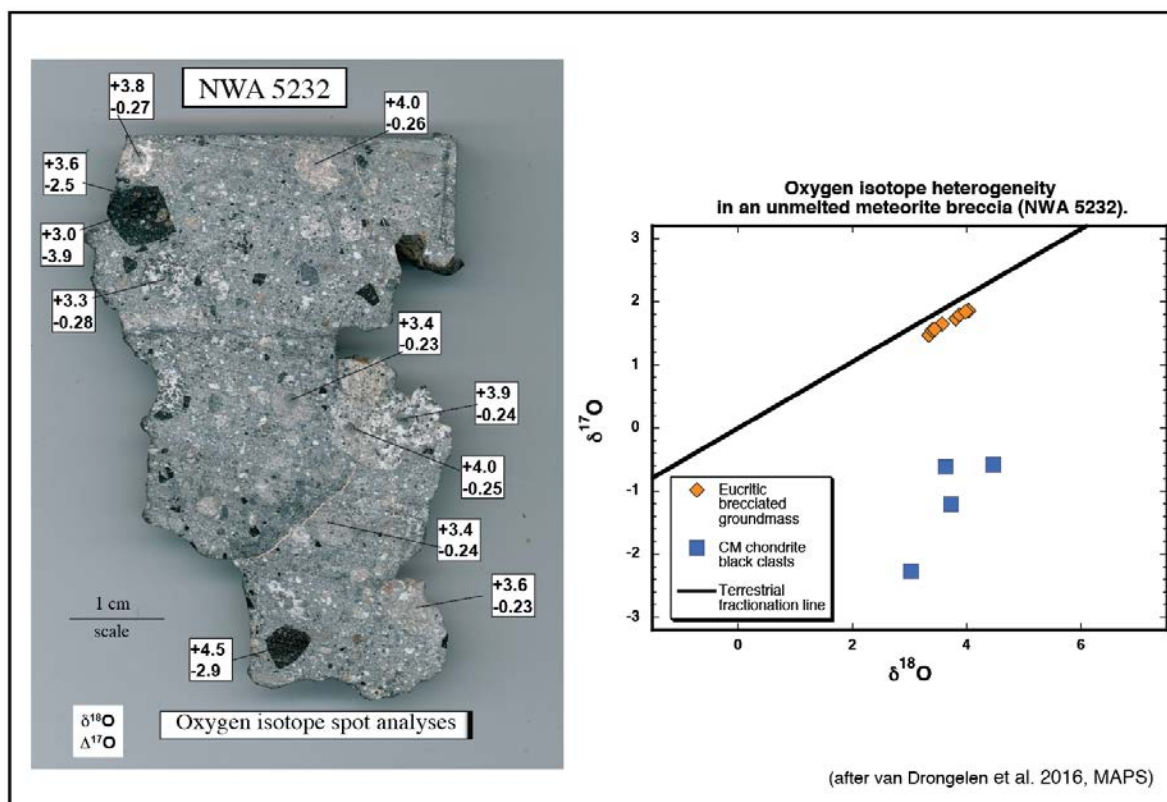 NWA 5232
+3.8
-0.27
+4.0
-0.26
+3.6
-2.5
+3.0
-3.9
+3.3
-0.28
+3.4
-0.23
+3.9
-0.24
+4.0
-0.25
+3.4
-0.24
+3.6
-0.23
+4.5
-2.9
1 cm
scale
δ¹⁸O
Δ¹⁷O
Oxygen isotope spot analyses
Oxygen isotope heterogeneity
in an unmelted meteorite breccia (NWA 5232).
3
2
1
0
-1
-2
-3
δ¹⁷O
Eucritic
brecciated
groundmass
CM chondrite
black clasts
Terrestrial
fractionation line
0 2 4 6
δ¹⁸O
(after van Drongelen et al. 2016, MAPS)